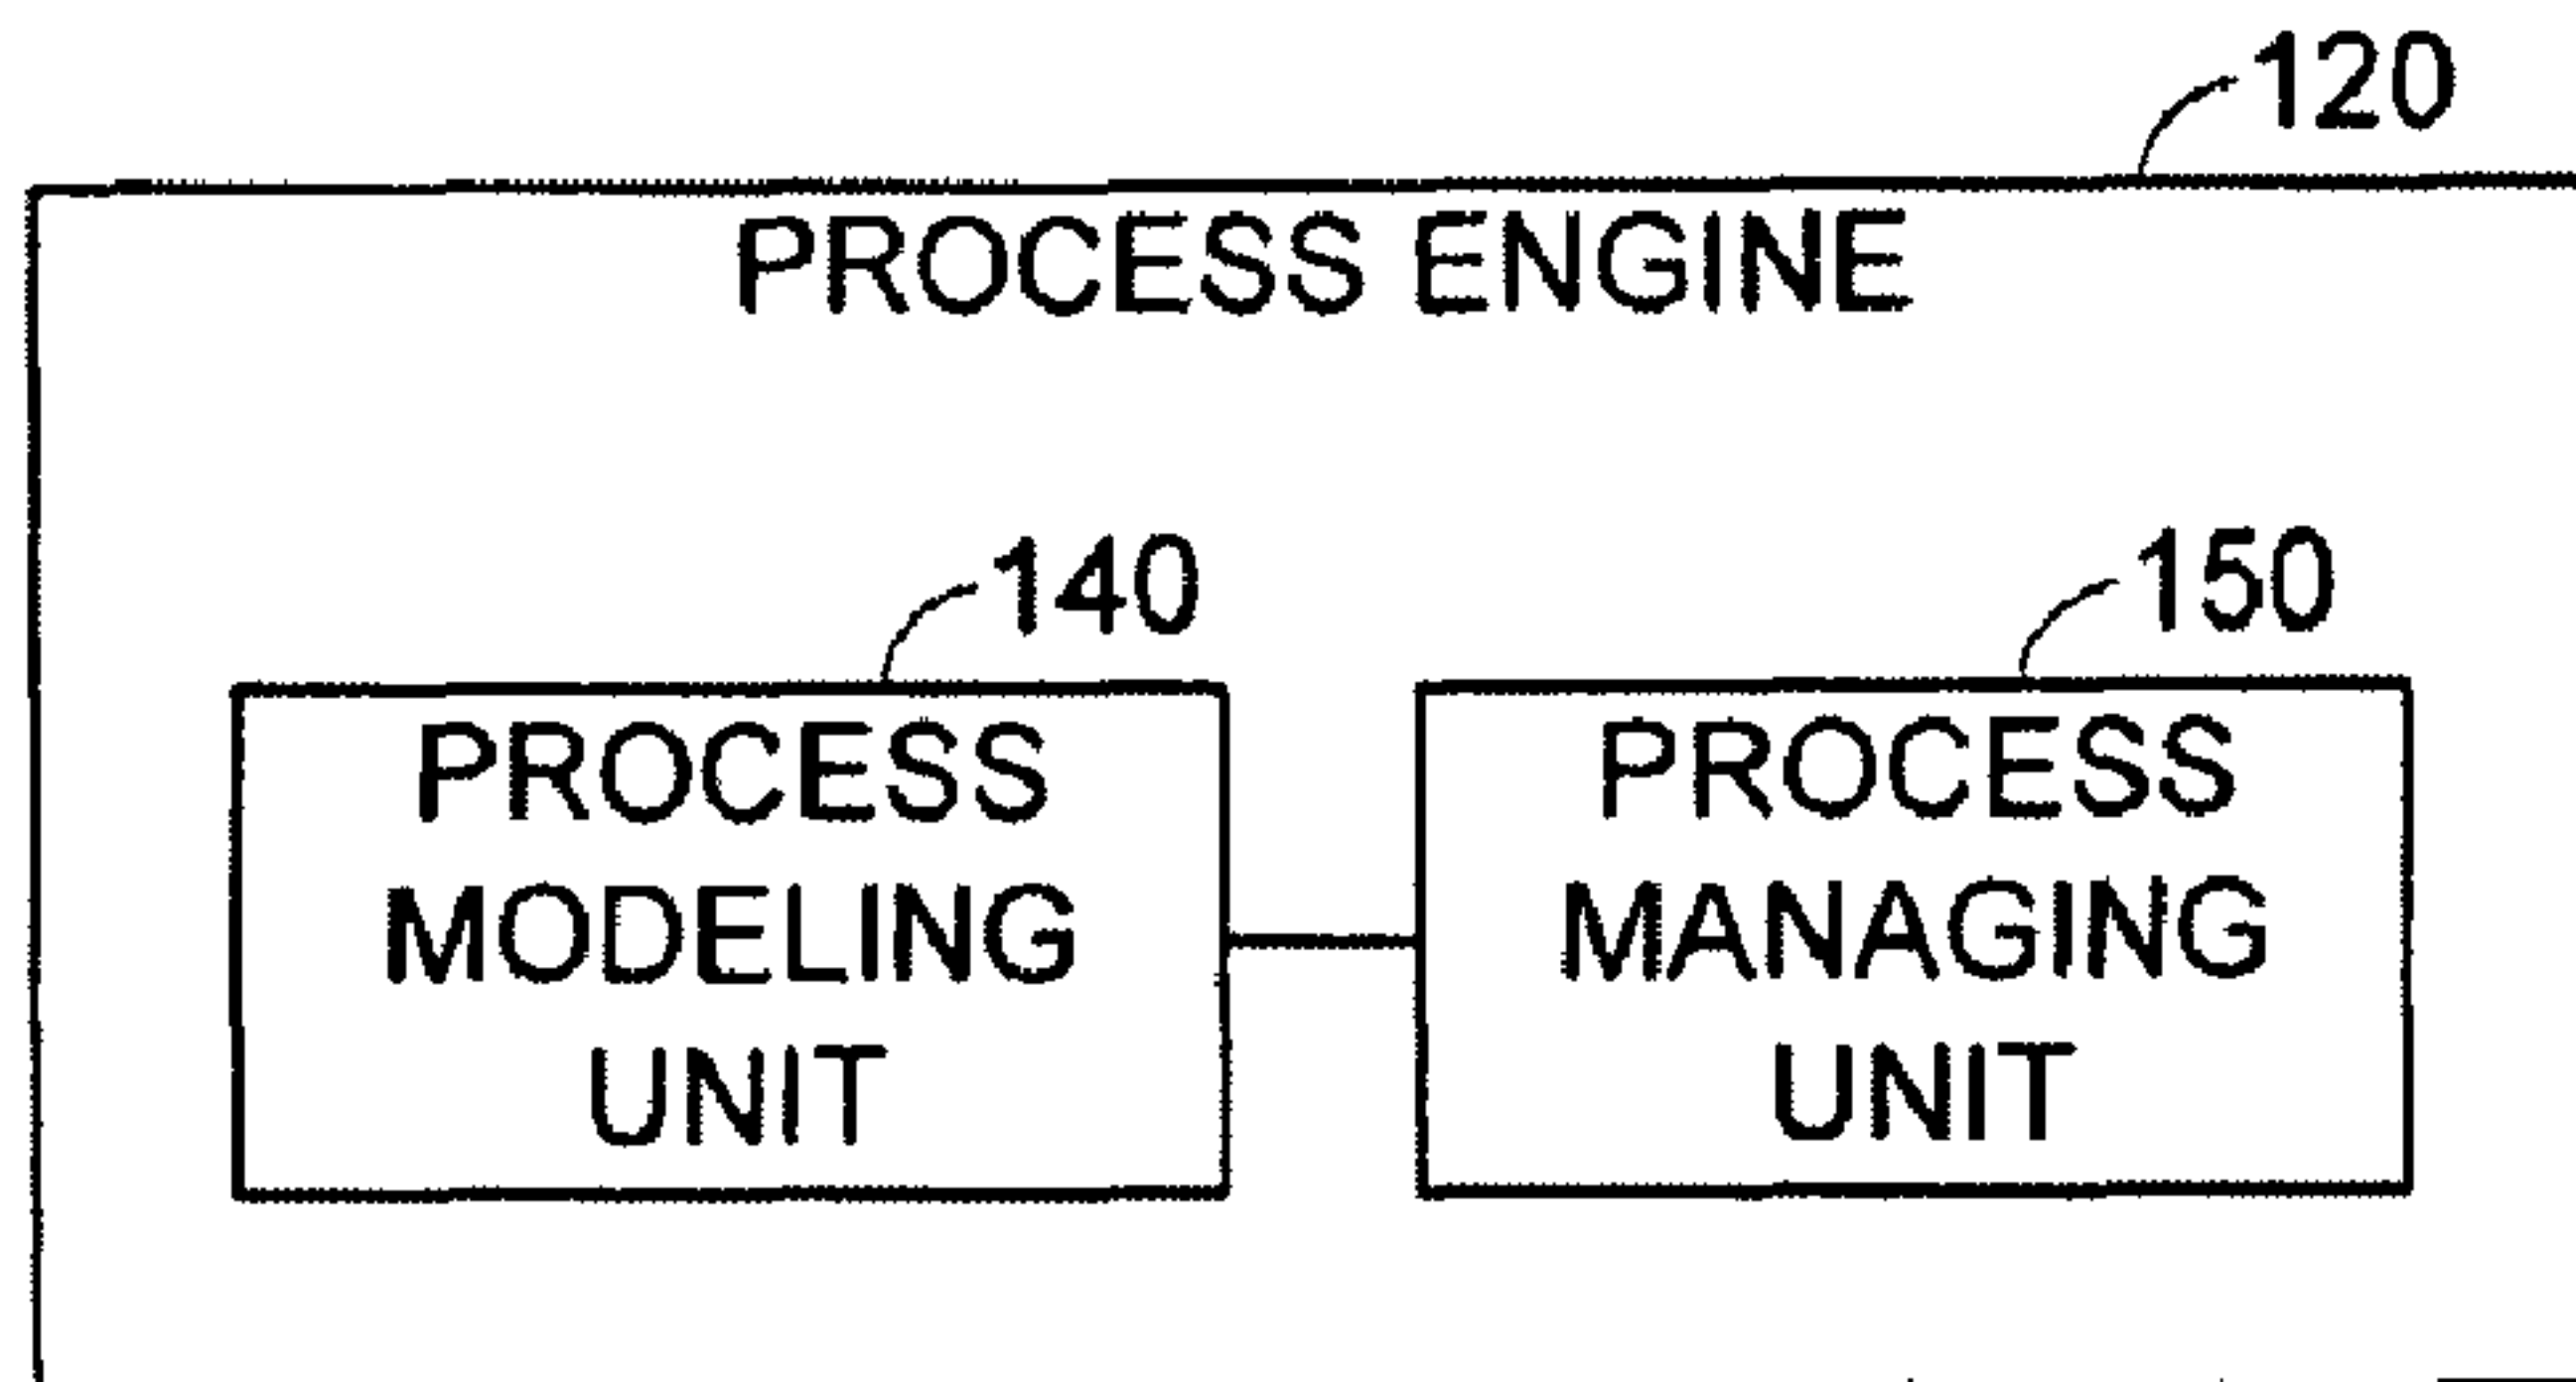 120
PROCESS ENGINE
140
150
PROCESS
MODELING
UNIT
PROCESS
MANAGING
UNIT